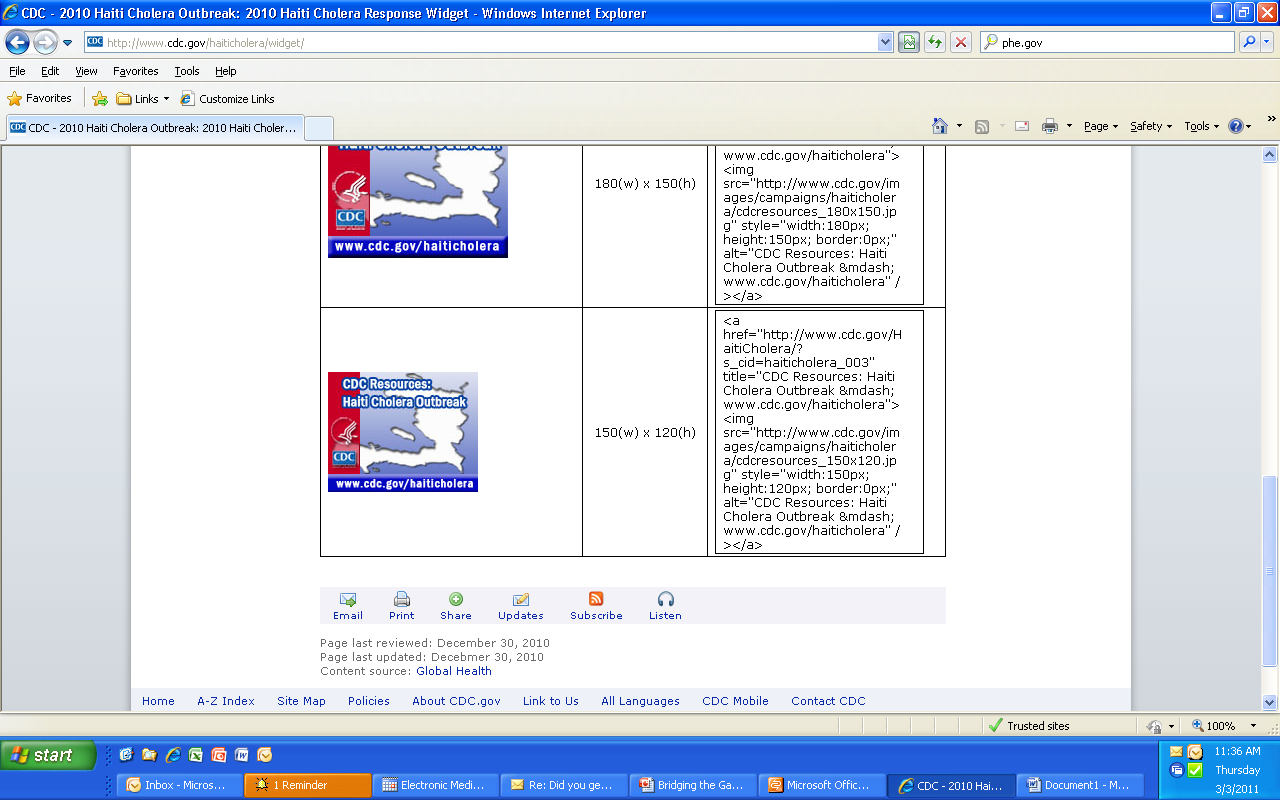 CDC - 2010 Haiti Cholera Outbreak: 2010 Haiti Cholera Response Widget - Windows Internet Explorer
http://www.cdc.gov/haiticholera/widget/
phe.gov
File Edit View Favorites Tools Help
Favorites Links Customize Links
CDC - 2010 Haiti Cholera Outbreak: 2010 Haiti Choler...
Page Safety Tools
Haiti Cholera Outbreak
CDC
www.cdc.gov/haiticholera
180(w) x 150(h)
www.cdc.gov/haiticholera">
<img
src="http://www.cdc.gov/im
ages/campaigns/haiticholer
a/cdcresources_180x150.jp
g" style="width:180px;
height:150px; border:0px;"
alt="CDC Resources: Haiti
Cholera Outbreak &mdash;
www.cdc.gov/haiticholera" /
></a>
CDC Resources:
Haiti Cholera Outbreak
CDC
www.cdc.gov/haiticholera
150(w) x 120(h)
<a
href="http://www.cdc.gov/H
aitiCholera/?
s_cid=haiticholera_003"
title="CDC Resources: Haiti
Cholera Outbreak &mdash;
www.cdc.gov/haiticholera">
<img
src="http://www.cdc.gov/im
ages/campaigns/haiticholer
a/cdcresources_150x120.jp
g" style="width:150px;
height:120px; border:0px;"
alt="CDC Resources: Haiti
Cholera Outbreak &mdash;
www.cdc.gov/haiticholera" /
></a>
Email Print Share Updates Subscribe Listen
Page last reviewed: December 30, 2010
Page last updated: Decebmer 30, 2010
Content source: Global Health
Home A-Z Index Site Map Policies About CDC.gov Link to Us All Languages CDC Mobile Contact CDC
Trusted sites 100%
start
11:36 AM
Thursday
3/3/2011
Inbox - Micros... 1 Reminder Electronic Medi... Re: Did you ge... Bridging the Ga... Microsoft Offic... CDC - 2010 Hai... Document1 - M...